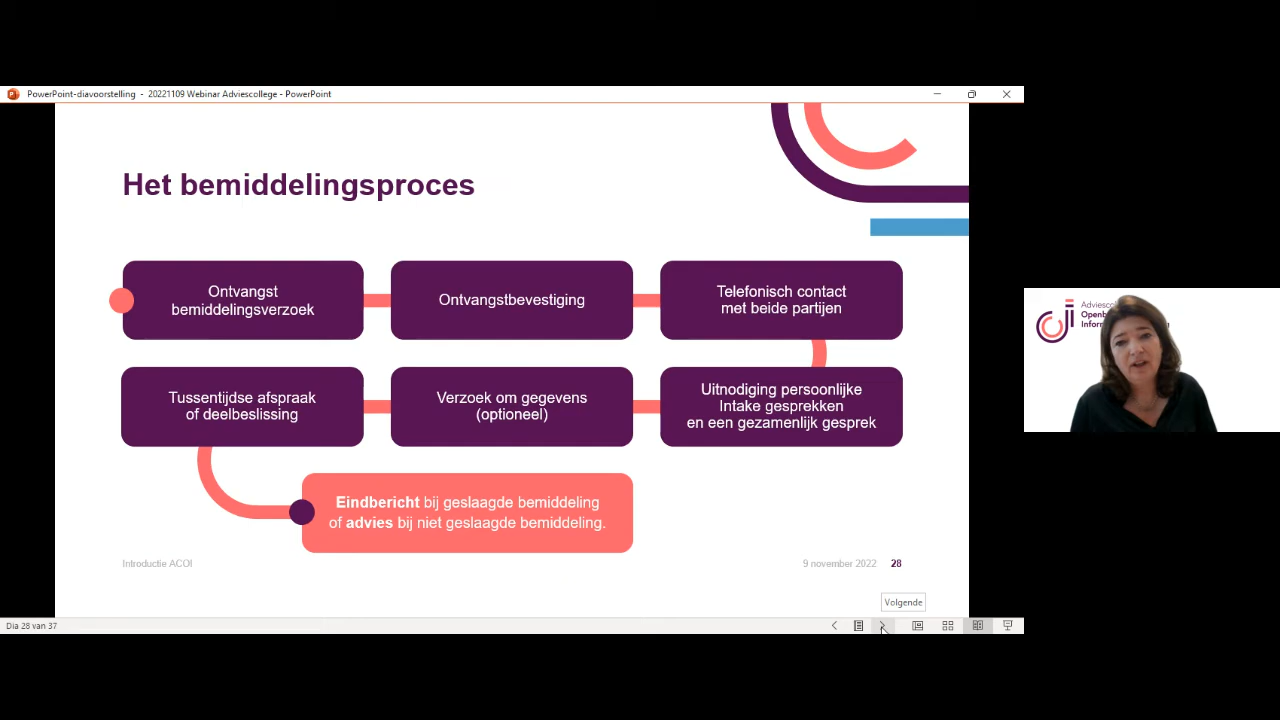 PowerPoint-diavoorstelling - 20221109 Webinar Adviescollege - PowerPoint
Het bemiddelingsproces
Ontvangst
bemiddelingsverzoek
Ontvangstbevestiging
Telefonisch contact
met beide partijen
Tussentijdse afspraak
of deelbeslissing
Verzoek om gegevens
(optioneel)
Uitnodiging persoonlijke
Intake gesprekken
en een gezamenlijk gesprek
Eindbericht bij geslaagde bemiddeling
of advies bij niet geslaagde bemiddeling.
Introductie ACOI
9 november 2022 28
Volgende
Dia 28 van 37